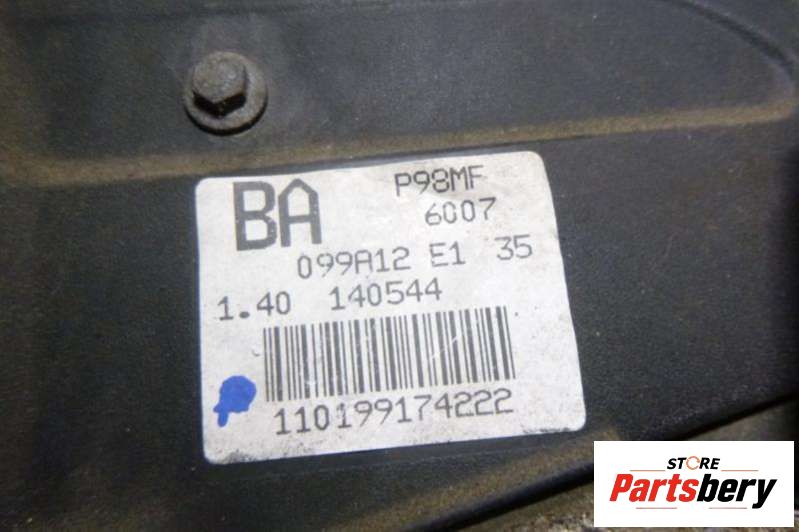 BA P98MF
6007
099A12 E1 35
1.40 140544
110199174222
STORE
Partsbery